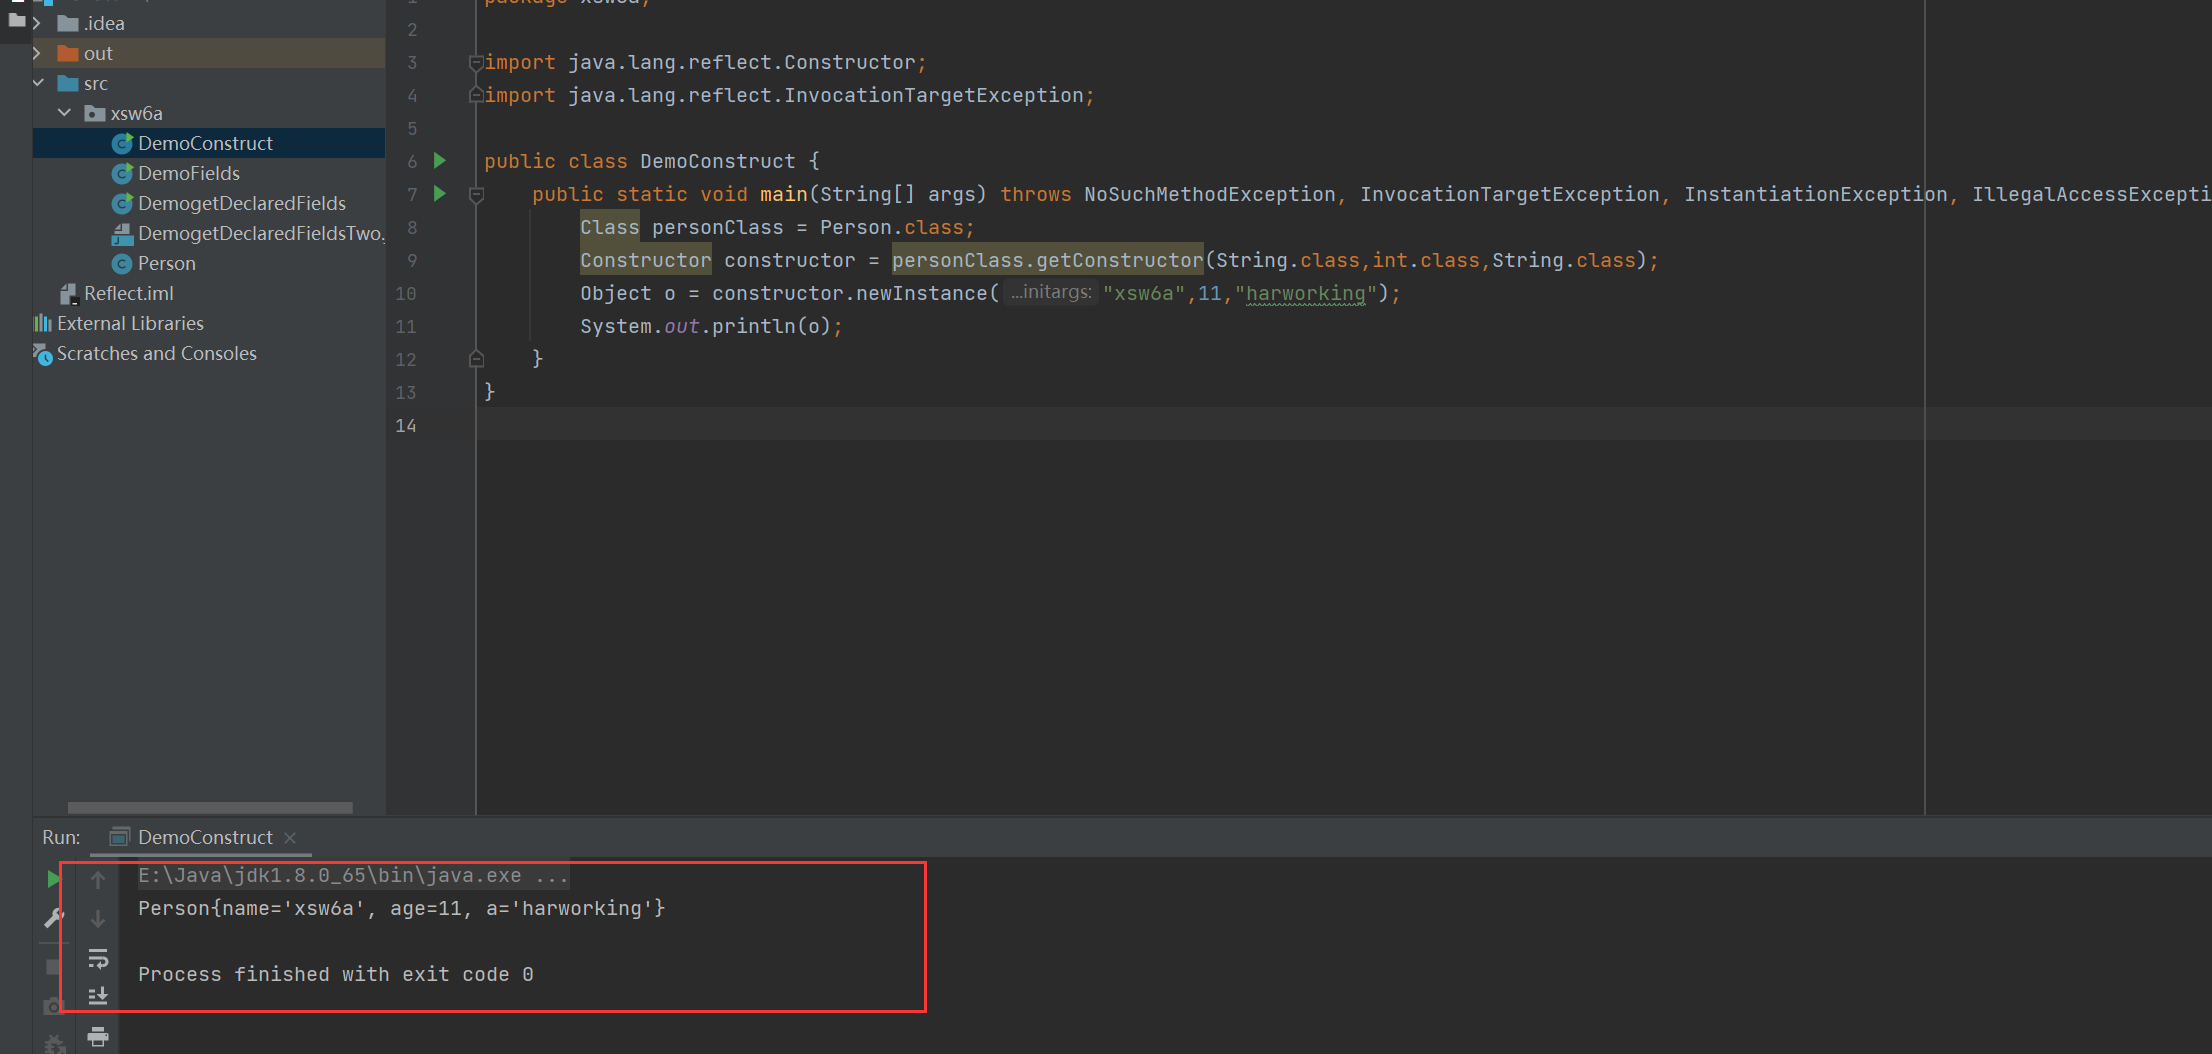 .idea
out
src
xsw6a
DemoConstruct
DemoFields
DemogetDeclaredFields
DemogetDeclaredFieldsTwo.
Person
Reflect.iml
External Libraries
Scratches and Consoles
2
3 import java.lang.reflect.Constructor;
4 import java.lang.reflect.InvocationTargetException;
5
6 public class DemoConstruct {
7 public static void main(String[] args) throws NoSuchMethodException, InvocationTargetException, InstantiationException, IllegalAccessExcepti
8 Class personClass = Person.class;
9 Constructor constructor = personClass.getConstructor(String.class,int.class,String.class);
10 Object o = constructor.newInstance( ...initargs: "xsw6a",11,"harworking");
11 System.out.println(o);
12 }
13 }
14
Run: DemoConstruct
E:\Java\jdk1.8.0_65\bin\java.exe ...
Person{name='xsw6a', age=11, a='harworking'}
Process finished with exit code 0